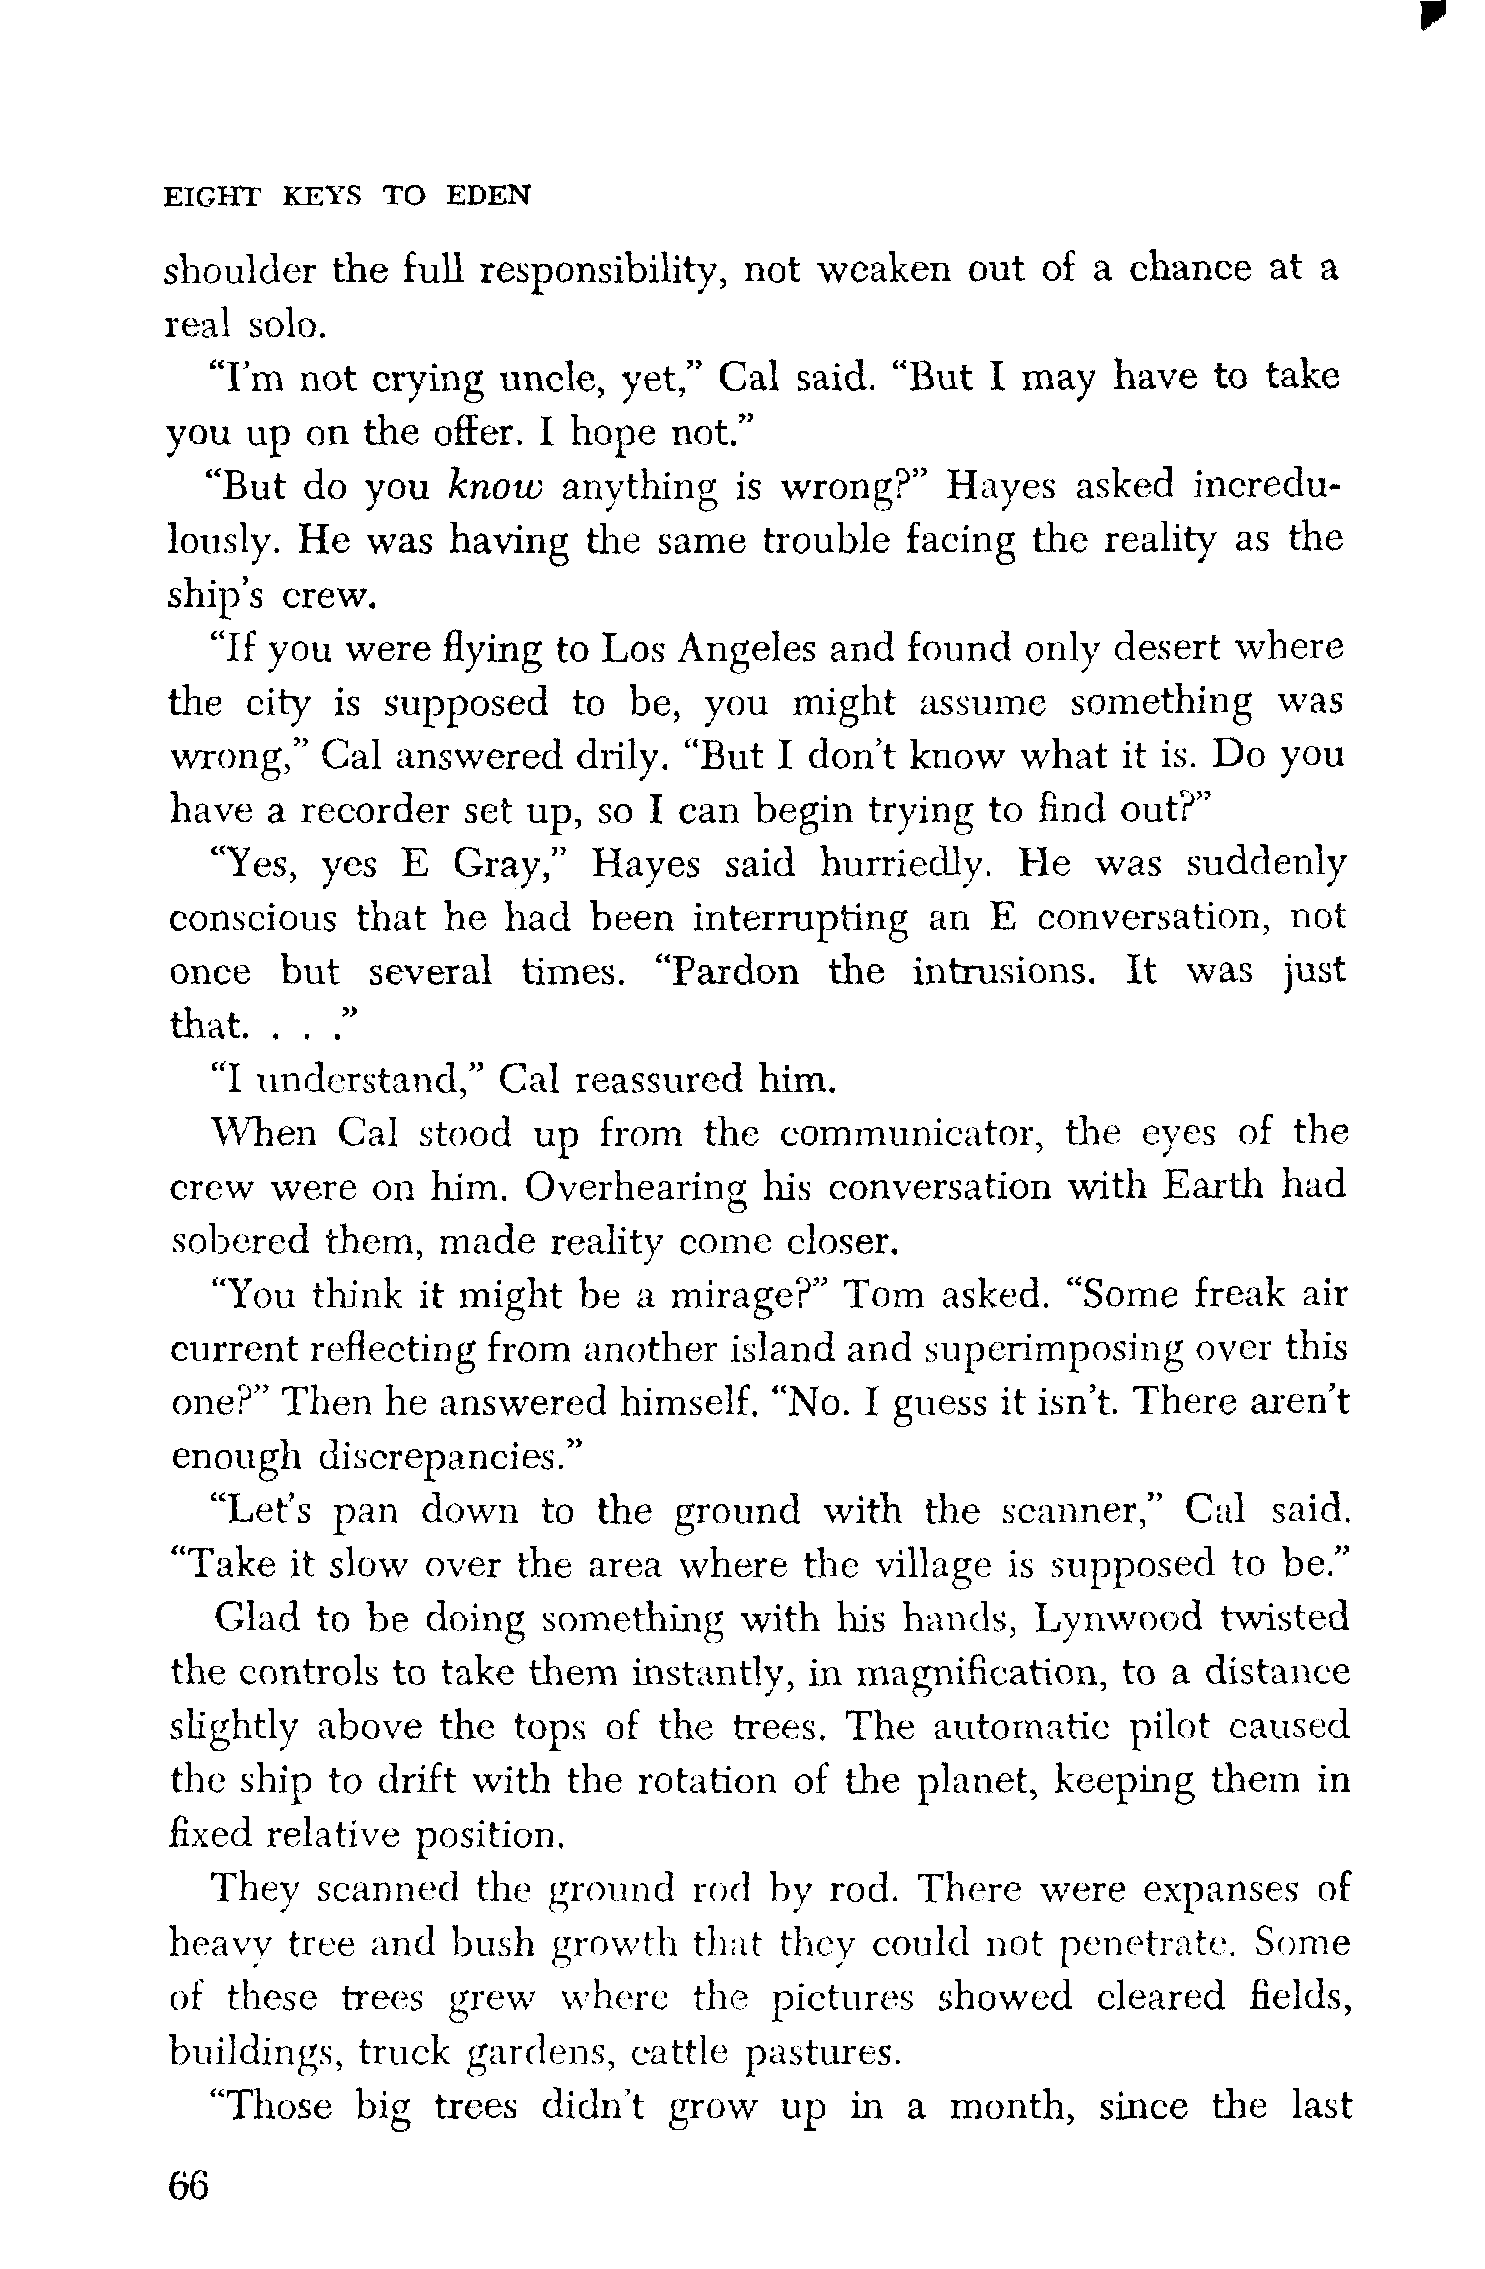 EIGHT KEYS TO EDEN
shoulder the full responsibility, not weaken out of a chance at a
real solo.
“I'm not crying uncle, yet,” Cal said. “But I may have to take
you up on the offer. I hope not.”
“But do you know anything is wrong?” Hayes asked incredu-
lously. He was having the same trouble facing the reality as the
ship's crew.
“If you were flying to Los Angeles and found only desert where
the city is supposed to be, you might assume something was
wrong,” Cal answered drily. “But I don't know what it is. Do you
have a recorder set up, so I can begin trying to find out?”
“Yes, yes E Gray,” Hayes said hurriedly. He was suddenly
conscious that he had been interrupting an E conversation, not
once but several times. “Pardon the intrusions. It was just
that. . . .”
“I understand,” Cal reassured him.
When Cal stood up from the communicator, the eyes of the
crew were on him. Overhearing his conversation with Earth had
sobered them, made reality come closer.
“You think it might be a mirage?” Tom asked. “Some freak air
current reflecting from another island and superimposing over this
one?” Then he answered himself. “No. I guess it isn't. There aren't
enough discrepancies.”
“Let's pan down to the ground with the scanner,” Cal said.
“Take it slow over the area where the village is supposed to be.”
Glad to be doing something with his hands, Lynwood twisted
the controls to take them instantly, in magnification, to a distance
slightly above the tops of the trees. The automatic pilot caused
the ship to drift with the rotation of the planet, keeping them in
fixed relative position.
They scanned the ground rod by rod. There were expanses of
heavy tree and bush growth that they could not penetrate. Some
of these trees grew where the pictures showed cleared fields,
buildings, truck gardens, cattle pastures.
“Those big trees didn't grow up in a month, since the last
66